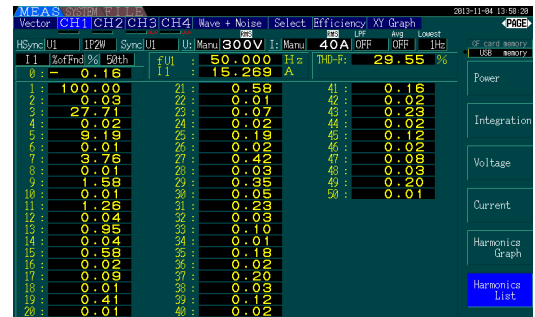 MEAS SYSTEM FILE 2013-11-04 13:58:20
Vector CH1 CH2 CH3 CH4 Wave + Noise Select Efficiency XY Graph PAGE
RMS RMS LPF Avg Lowest
HSync U1 1P2W Sync U1 U: Manu 300V I: Manu 40A OFF OFF 1Hz
CF card memory
USB memory
I1 %ofFnd % 50th fU1 : 50.000 Hz THD-F: 29.55 %
0 : - 0.16 I1 : 15.269 A
1 : 100.00 21 : 0.58 41 : 0.16
2 : 0.03 22 : 0.01 42 : 0.02
3 : 27.71 23 : 0.07 43 : 0.23
4 : 0.02 24 : 0.02 44 : 0.02
5 : 9.19 25 : 0.19 45 : 0.12
6 : 0.01 26 : 0.02 46 : 0.02
7 : 3.76 27 : 0.42 47 : 0.08
8 : 0.01 28 : 0.03 48 : 0.03
9 : 1.58 29 : 0.35 49 : 0.20
10 : 0.01 30 : 0.05 50 : 0.01
11 : 1.26 31 : 0.23
12 : 0.04 32 : 0.03
13 : 0.95 33 : 0.10
14 : 0.04 34 : 0.01
15 : 0.58 35 : 0.18
16 : 0.02 36 : 0.02
17 : 0.09 37 : 0.20
18 : 0.01 38 : 0.03
19 : 0.41 39 : 0.12
20 : 0.01 40 : 0.02
Power
Integration
Voltage
Current
Harmonics
Graph
Harmonics
List